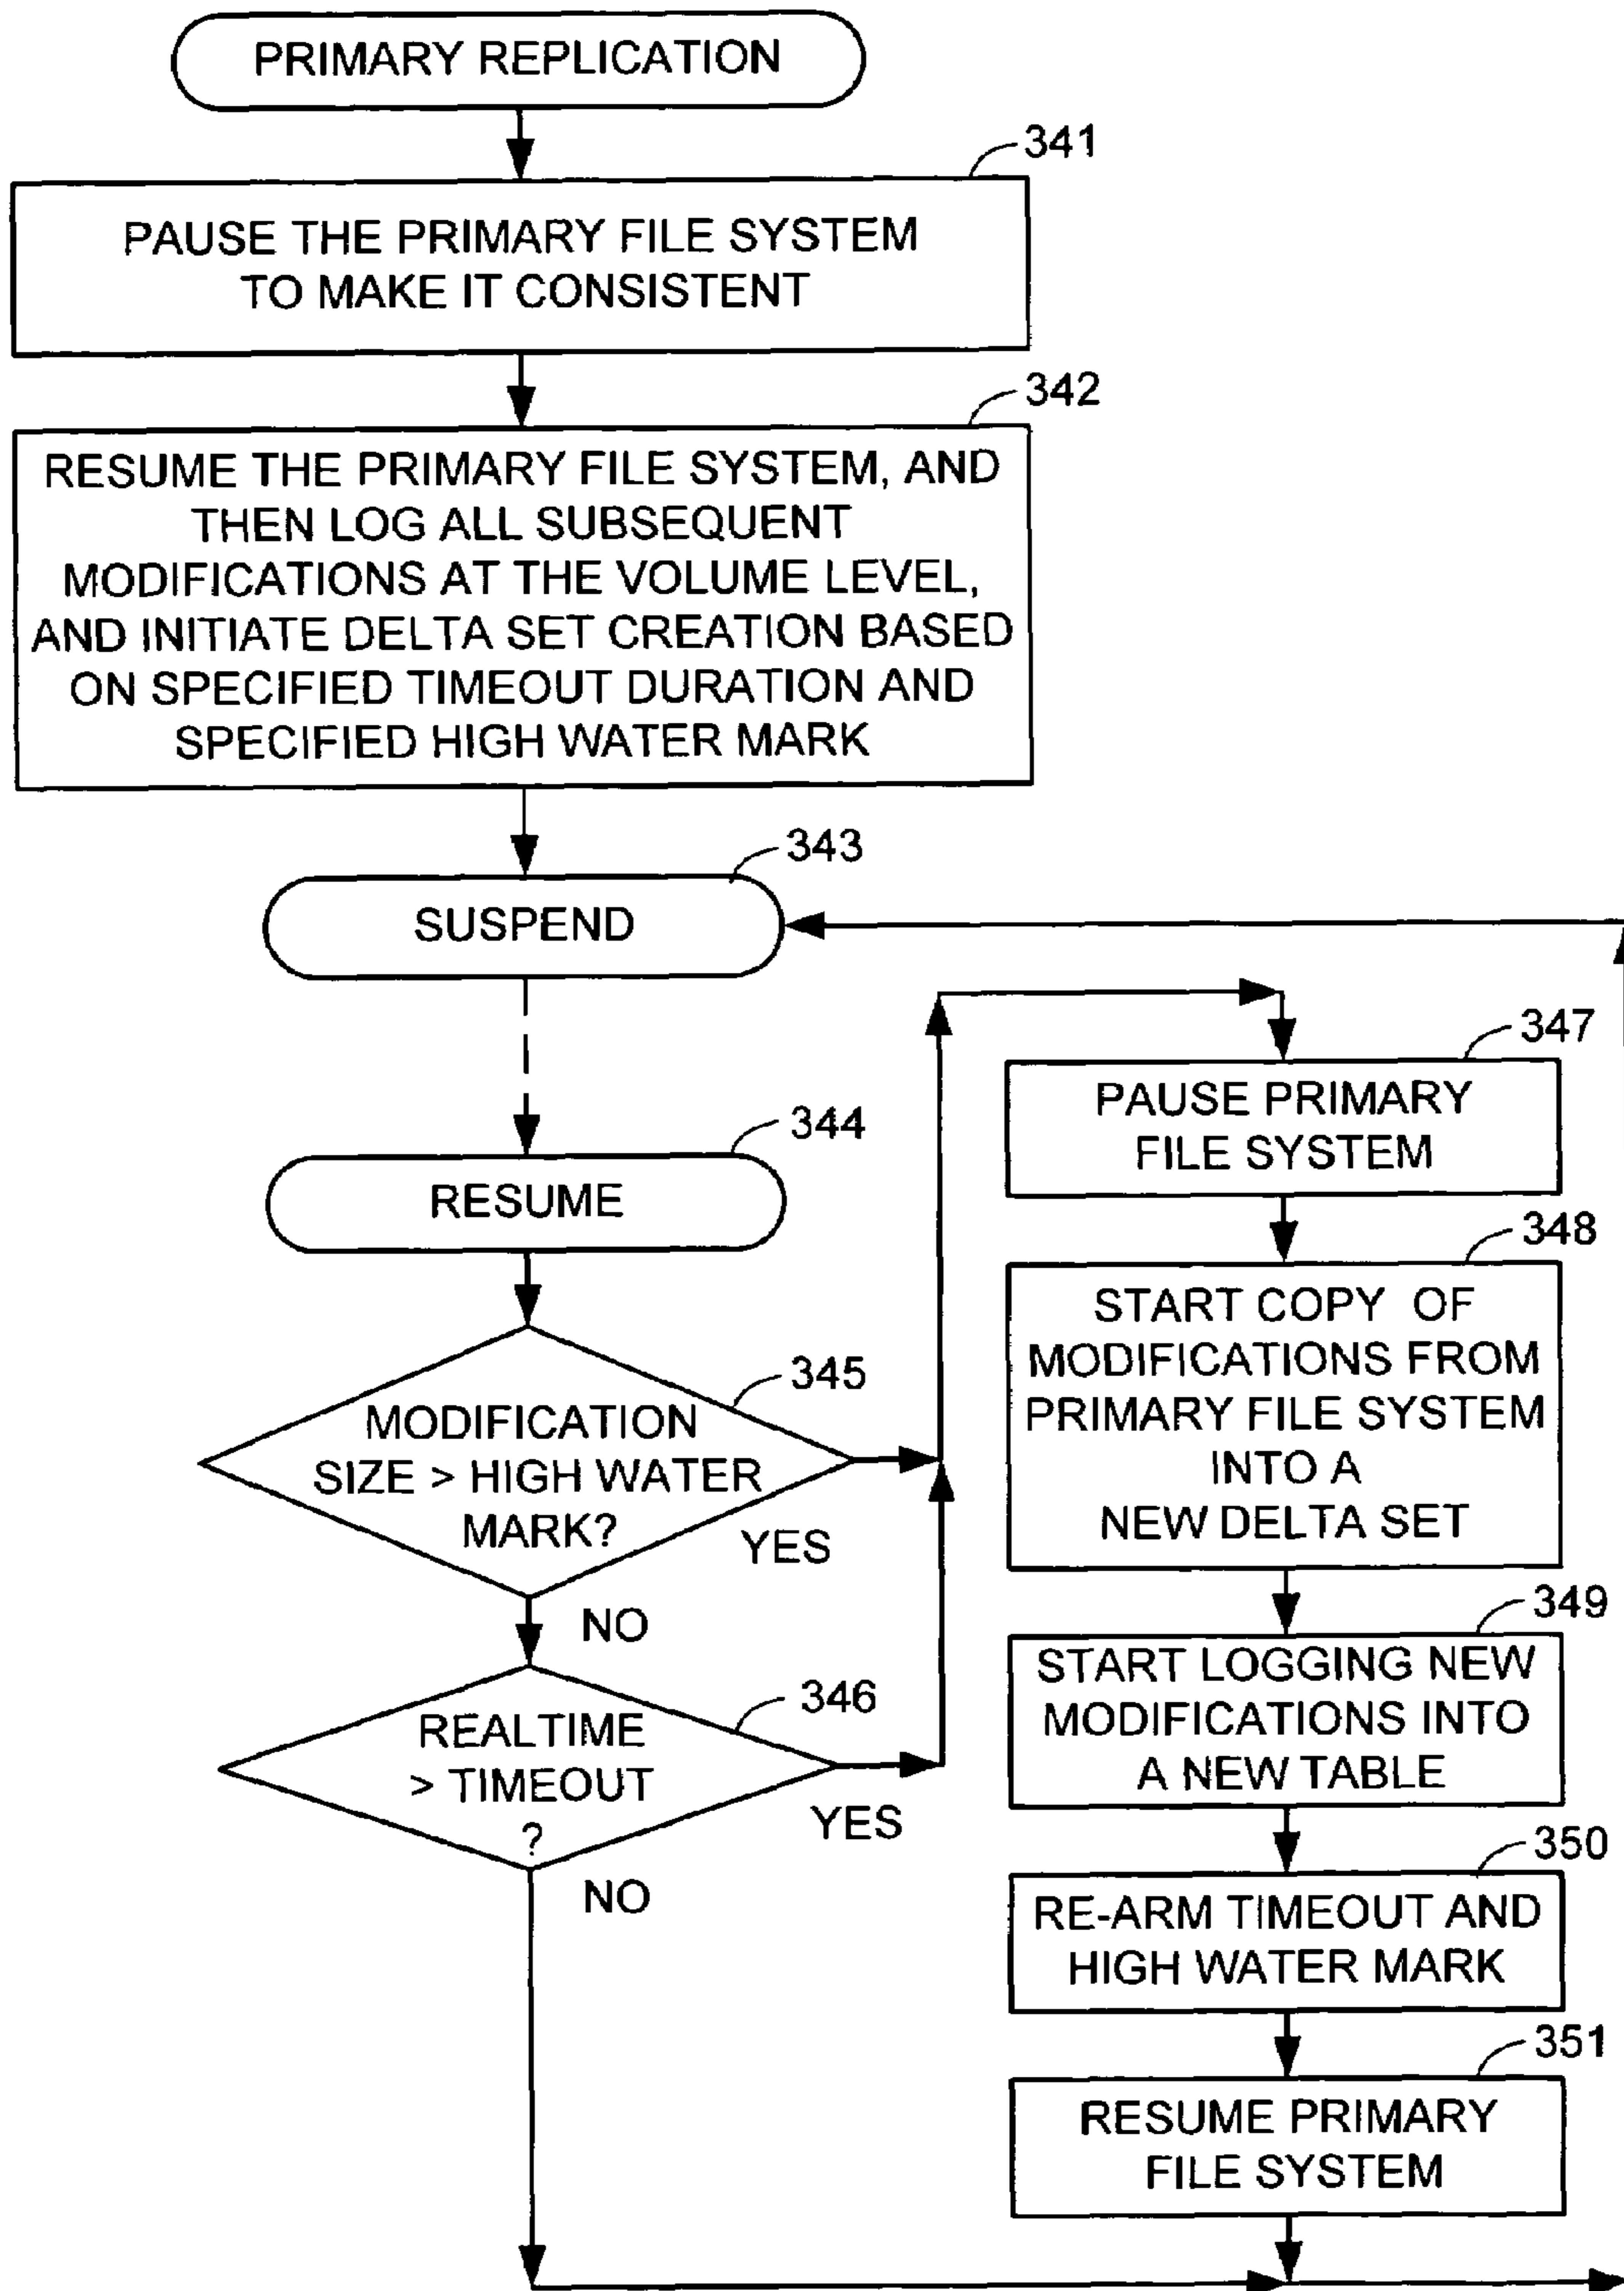 PRIMARY REPLICATION
341
PAUSE THE PRIMARY FILE SYSTEM
TO MAKE IT CONSISTENT
342
RESUME THE PRIMARY FILE SYSTEM, AND
THEN LOG ALL SUBSEQUENT
MODIFICATIONS AT THE VOLUME LEVEL,
AND INITIATE DELTA SET CREATION BASED
ON SPECIFIED TIMEOUT DURATION AND
SPECIFIED HIGH WATER MARK
343
SUSPEND
344
RESUME
345
MODIFICATION
SIZE > HIGH WATER
MARK?
YES
NO
346
REALTIME
> TIMEOUT
?
YES
NO
347
PAUSE PRIMARY
FILE SYSTEM
348
START COPY OF
MODIFICATIONS FROM
PRIMARY FILE SYSTEM
INTO A
NEW DELTA SET
349
START LOGGING NEW
MODIFICATIONS INTO
A NEW TABLE
350
RE-ARM TIMEOUT AND
HIGH WATER MARK
351
RESUME PRIMARY
FILE SYSTEM